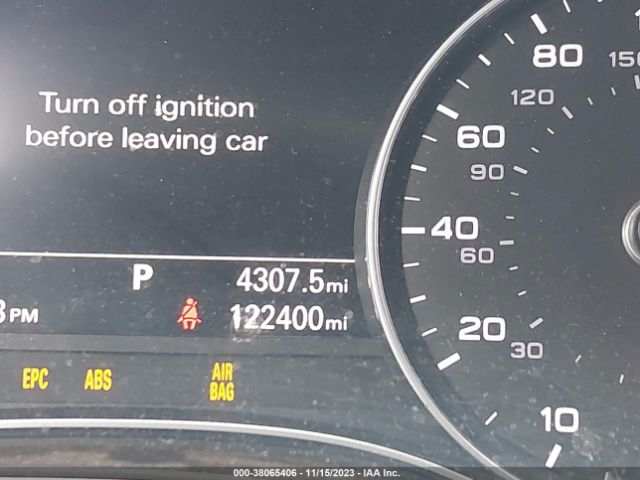 Turn off ignition
before leaving car
P 4307.5mi
PM 122400mi
EPC ABS AIR BAG
80
150
120
60
90
40
60
20
30
10
000-38065406 - 11/15/2023 - IAA Inc.